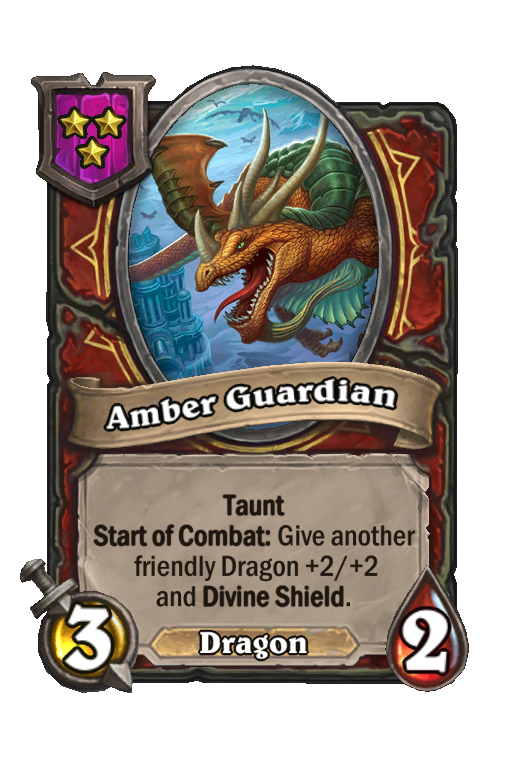 Amber Guardian
Taunt
Start of Combat: Give another
friendly Dragon +2/+2
and Divine Shield.
3
Dragon
2